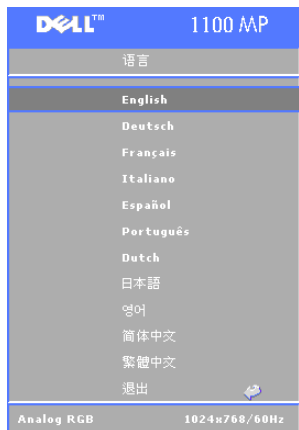 DELL™ 1100 MP
语言
English
Deutsch
Français
Italiano
Español
Português
Dutch
日本語
영어
简体中文
繁體中文
退出
Analog RGB 1024x768/60Hz